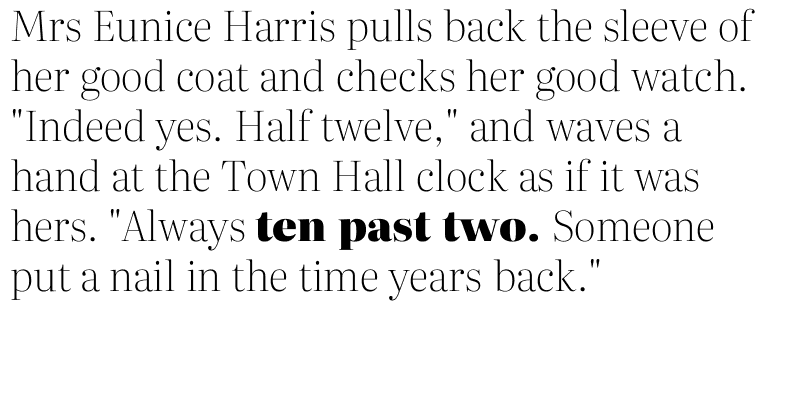 Mrs Eunice Harris pulls back the sleeve of
her good coat and checks her good watch.
"Indeed yes. Half twelve," and waves a
hand at the Town Hall clock as if it was
hers. "Always ten past two. Someone
put a nail in the time years back."